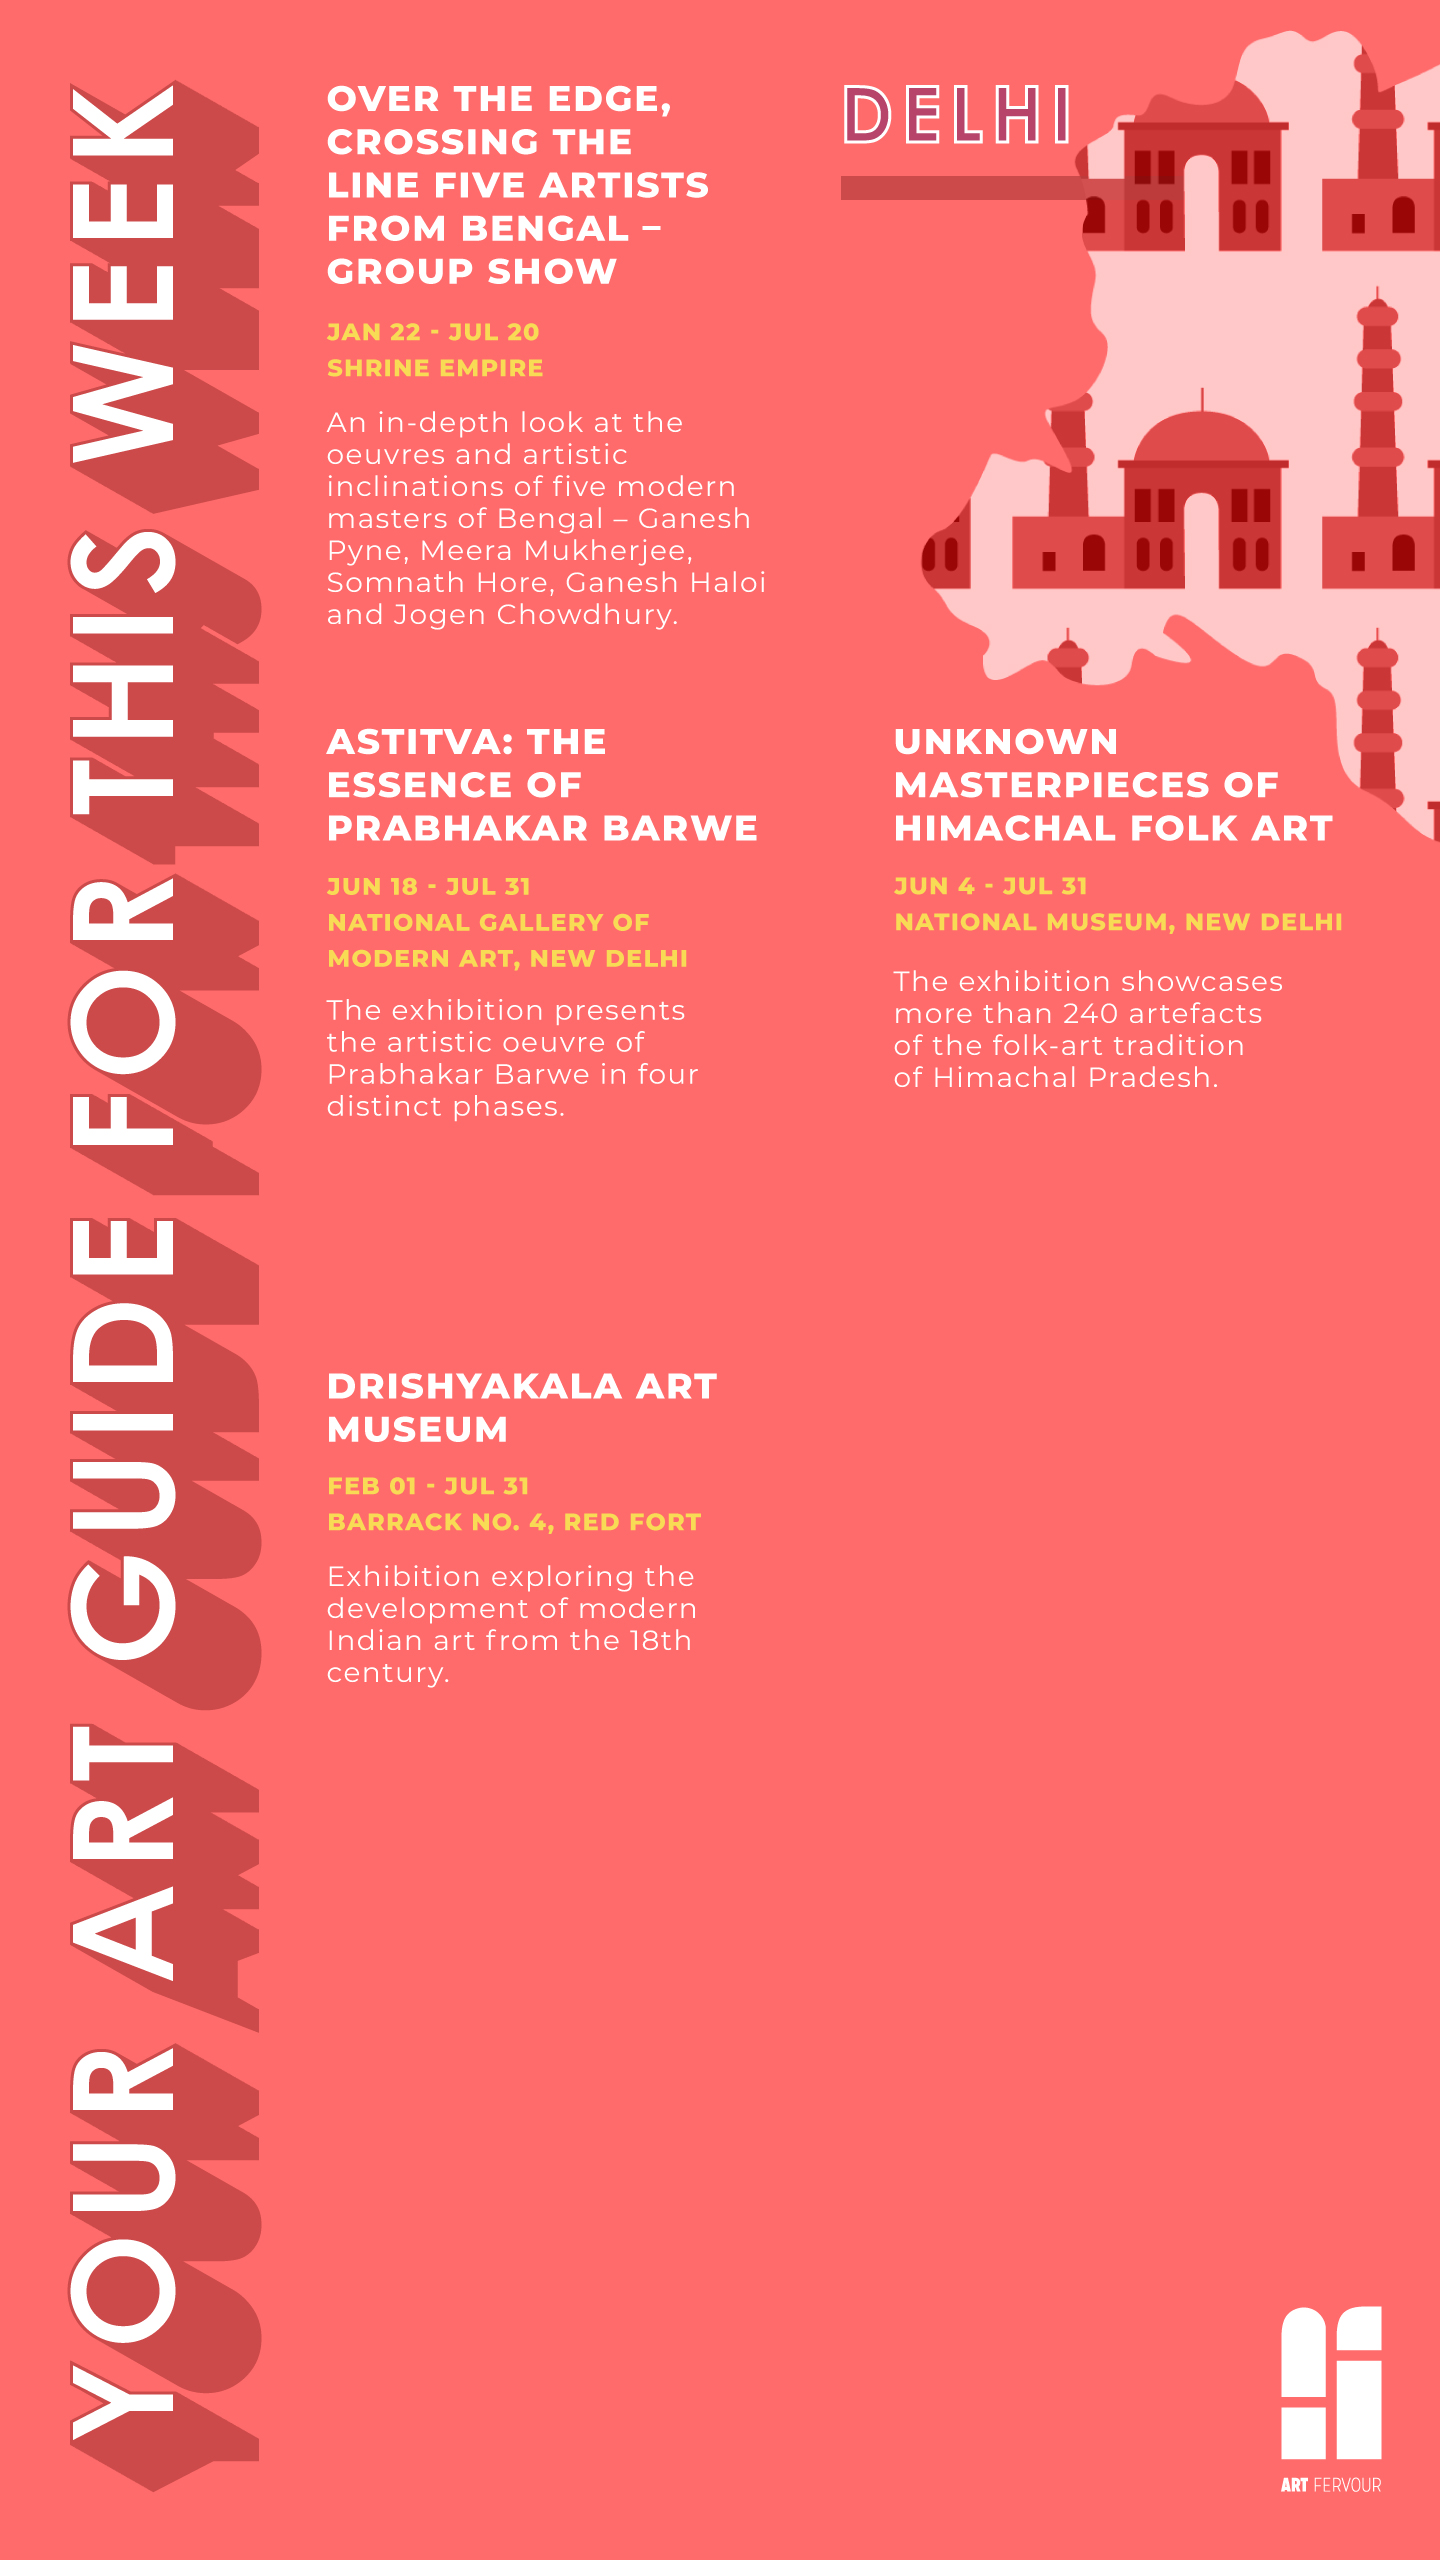 YOUR ART GUIDE FOR THIS WEEK
DELHI
OVER THE EDGE,
CROSSING THE
LINE FIVE ARTISTS
FROM BENGAL –
GROUP SHOW
JAN 22 - JUL 20
SHRINE EMPIRE
An in-depth look at the
oeuvres and artistic
inclinations of five modern
masters of Bengal – Ganesh
Pyne, Meera Mukherjee,
Somnath Hore, Ganesh Haloi
and Jogen Chowdhury.
ASTITVA: THE
ESSENCE OF
PRABHAKAR BARWE
JUN 18 - JUL 31
NATIONAL GALLERY OF
MODERN ART, NEW DELHI
The exhibition presents
the artistic oeuvre of
Prabhakar Barwe in four
distinct phases.
UNKNOWN
MASTERPIECES OF
HIMACHAL FOLK ART
JUN 4 - JUL 31
NATIONAL MUSEUM, NEW DELHI
The exhibition showcases
more than 240 artefacts
of the folk-art tradition
of Himachal Pradesh.
DRISHYAKALA ART
MUSEUM
FEB 01 - JUL 31
BARRACK NO. 4, RED FORT
Exhibition exploring the
development of modern
Indian art from the 18th
century.
ART FERVOUR